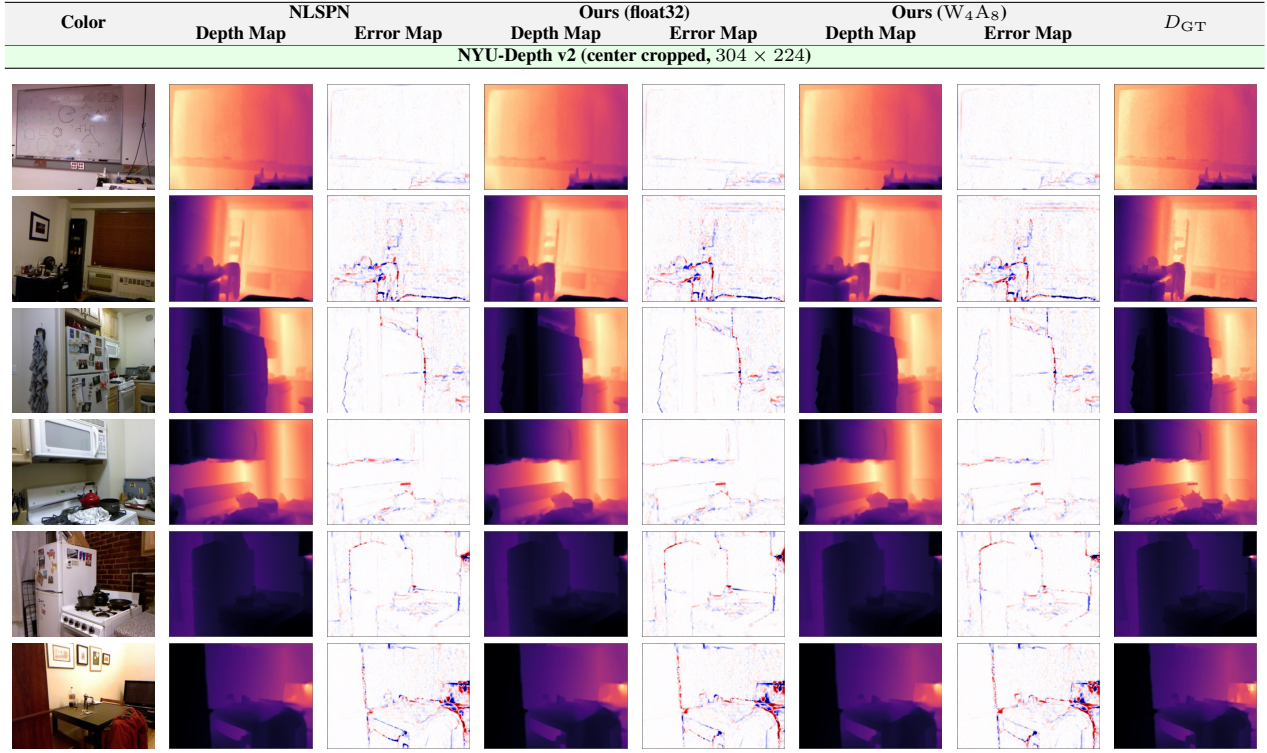 Color NLSPN Ours (float32) Ours (W₄A₈) D_GT
Depth Map Error Map Depth Map Error Map Depth Map Error Map
NYU-Depth v2 (center cropped, 304 × 224)